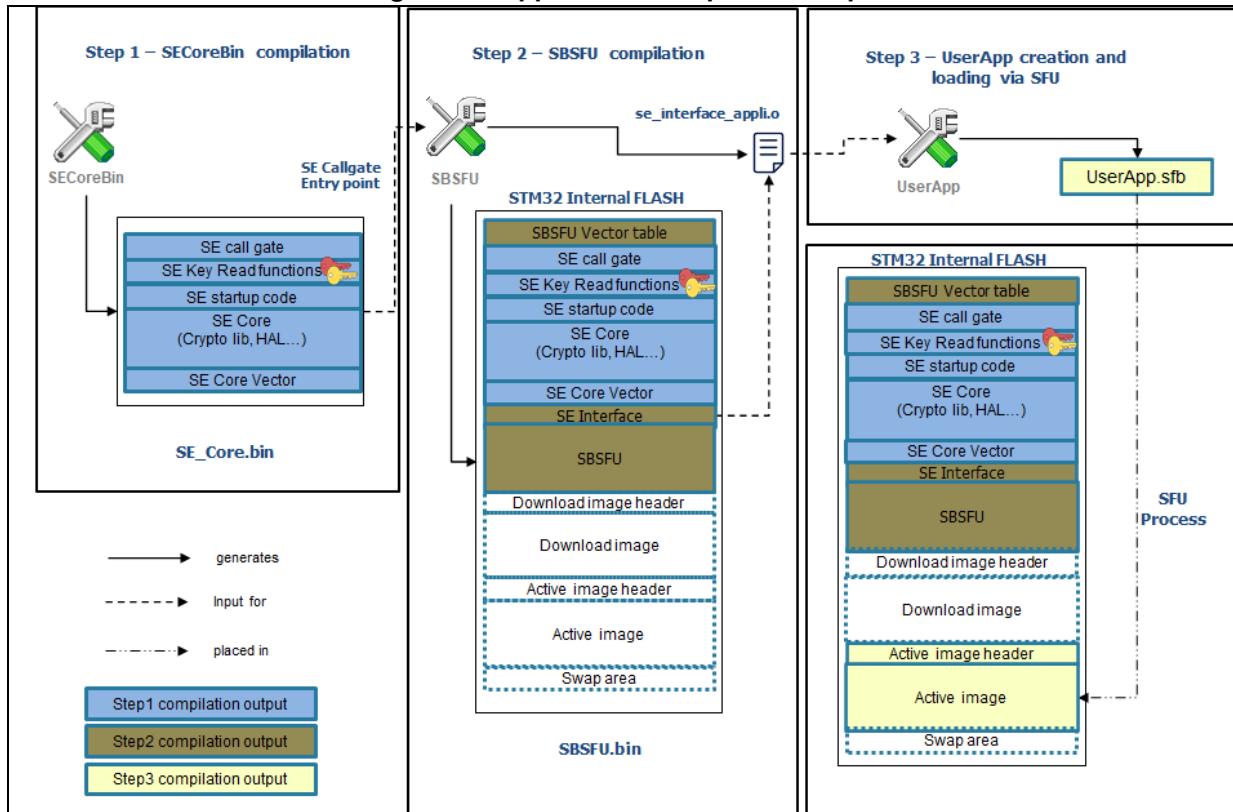 Step 1 – SECoreBin compilation
SECoreBin
SE Callgate
Entry point
SE call gate
SE Key Read functions
SE startup code
SE Core
(Crypto lib, HAL...)
SE Core Vector
SE_Core.bin
generates
Input for
placed in
Step1 compilation output
Step2 compilation output
Step3 compilation output
Step 2 – SBSFU compilation
se_interface_appli.o
SBSFU
STM32 Internal FLASH
SBSFU Vector table
SE call gate
SE Key Read functions
SE startup code
SE Core
(Crypto lib, HAL...)
SE Core Vector
SE Interface
SBSFU
Download image header
Download image
Active image header
Active image
Swap area
SBSFU.bin
Step 3 – UserApp creation and
loading via SFU
UserApp
UserApp.sfb
STM32 Internal FLASH
SBSFU Vector table
SE call gate
SE Key Read functions
SE startup code
SE Core
(Crypto lib, HAL...)
SE Core Vector
SE Interface
SBSFU
Download image header
Download image
Active image header
Active image
Swap area
SFU
Process